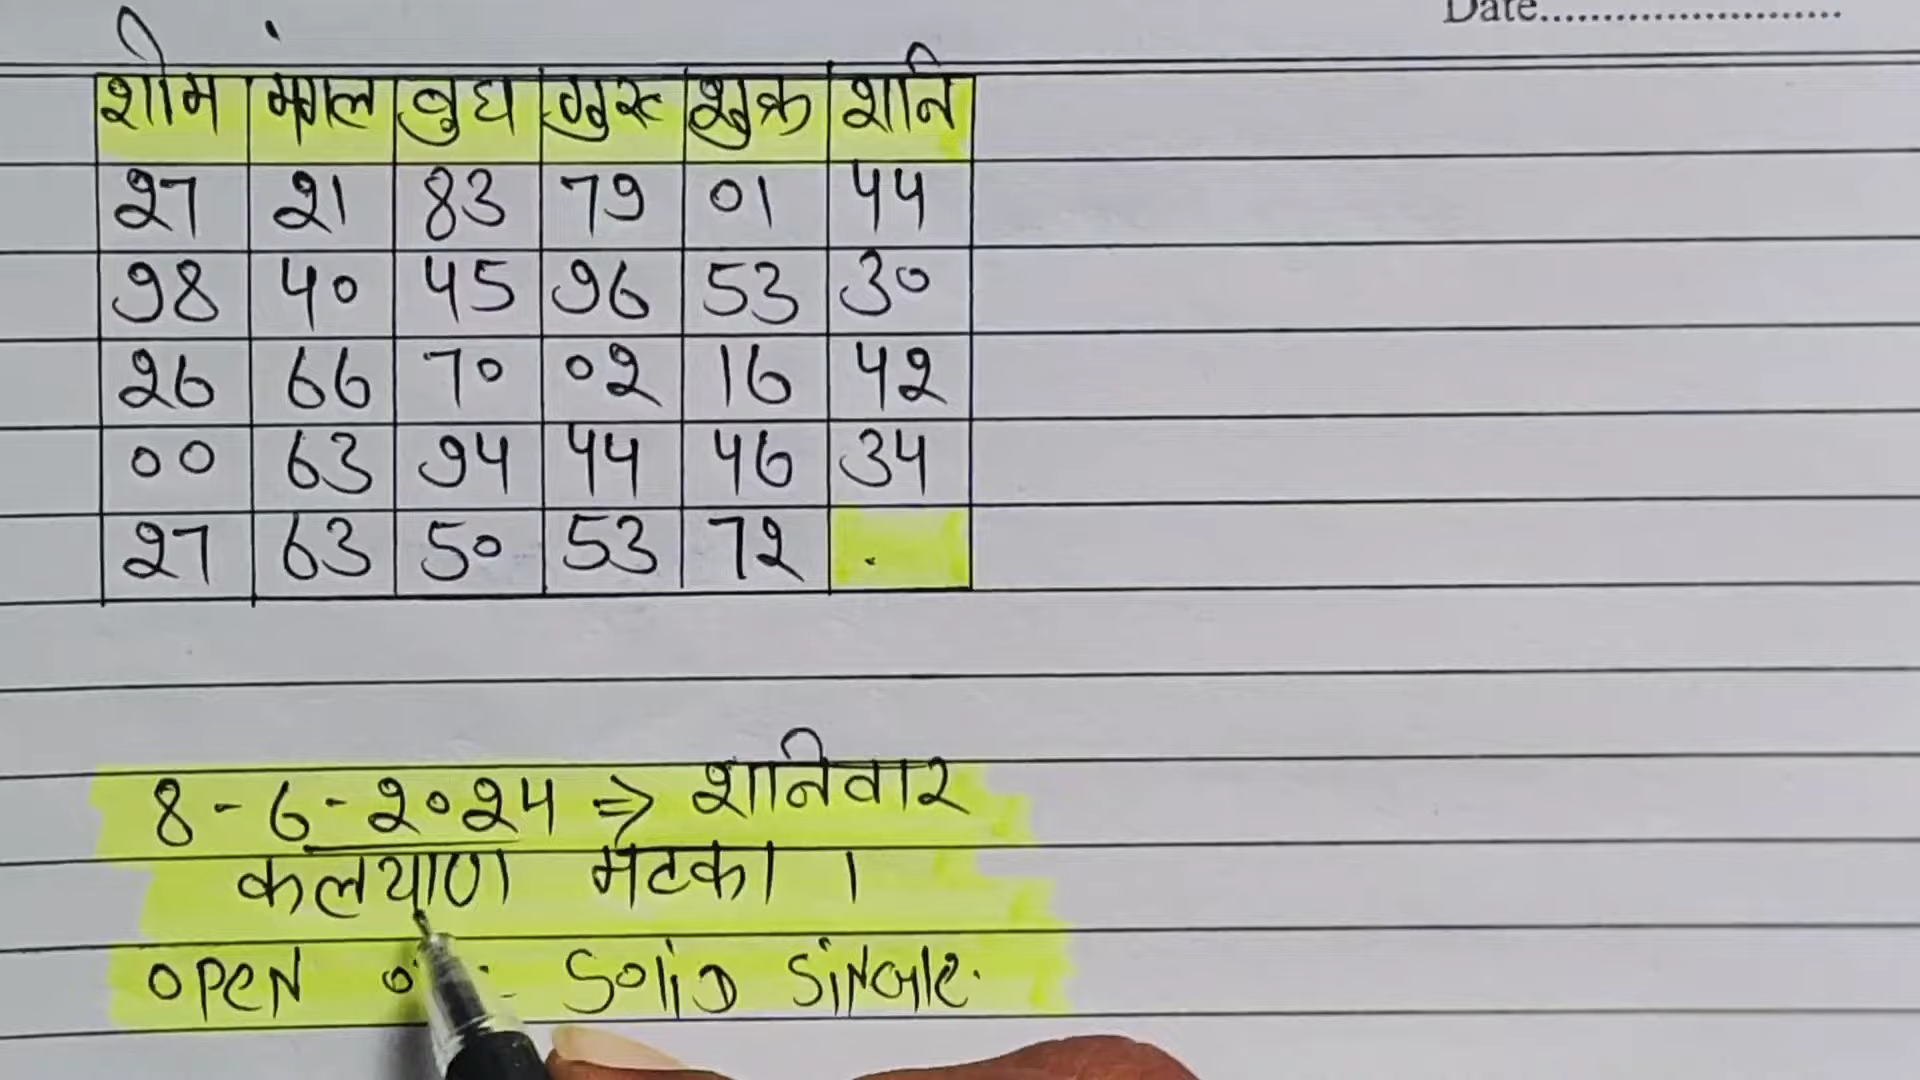 Date........................
शोम मंगल बुध गुरु शुक्र शनि
27 21 83 79 01 44
98 40 45 96 53 30
26 66 70 02 16 42
00 63 94 44 46 34
27 63 50 53 72 .
8-6-2024 => शनिवार
कल्याण मटका ।
OPEN Solid Single.